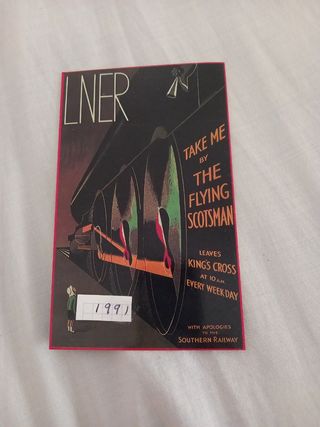 LNER
TAKE ME
BY
THE
FLYING
SCOTSMAN
LEAVES
KING'S CROSS
AT 10 A.M.
EVERY WEEK-DAY
1991
WITH APOLOGIES
TO THE
SOUTHERN RAILWAY